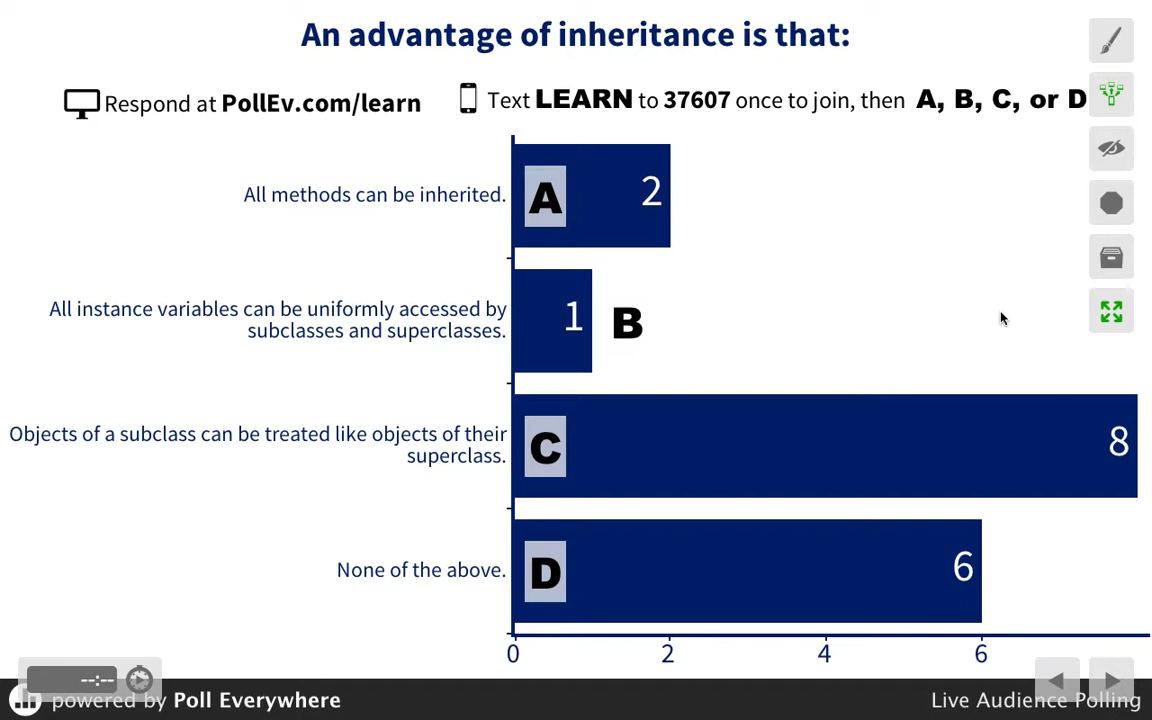 An advantage of inheritance is that:
Respond at PollEv.com/learn
Text LEARN to 37607 once to join, then A, B, C, or D
All methods can be inherited.
A 2
All instance variables can be uniformly accessed by
subclasses and superclasses.
1 B
Objects of a subclass can be treated like objects of their
superclass.
C 8
None of the above.
D 6
0 2 4 6
--:--
powered by Poll Everywhere
Live Audience Polling